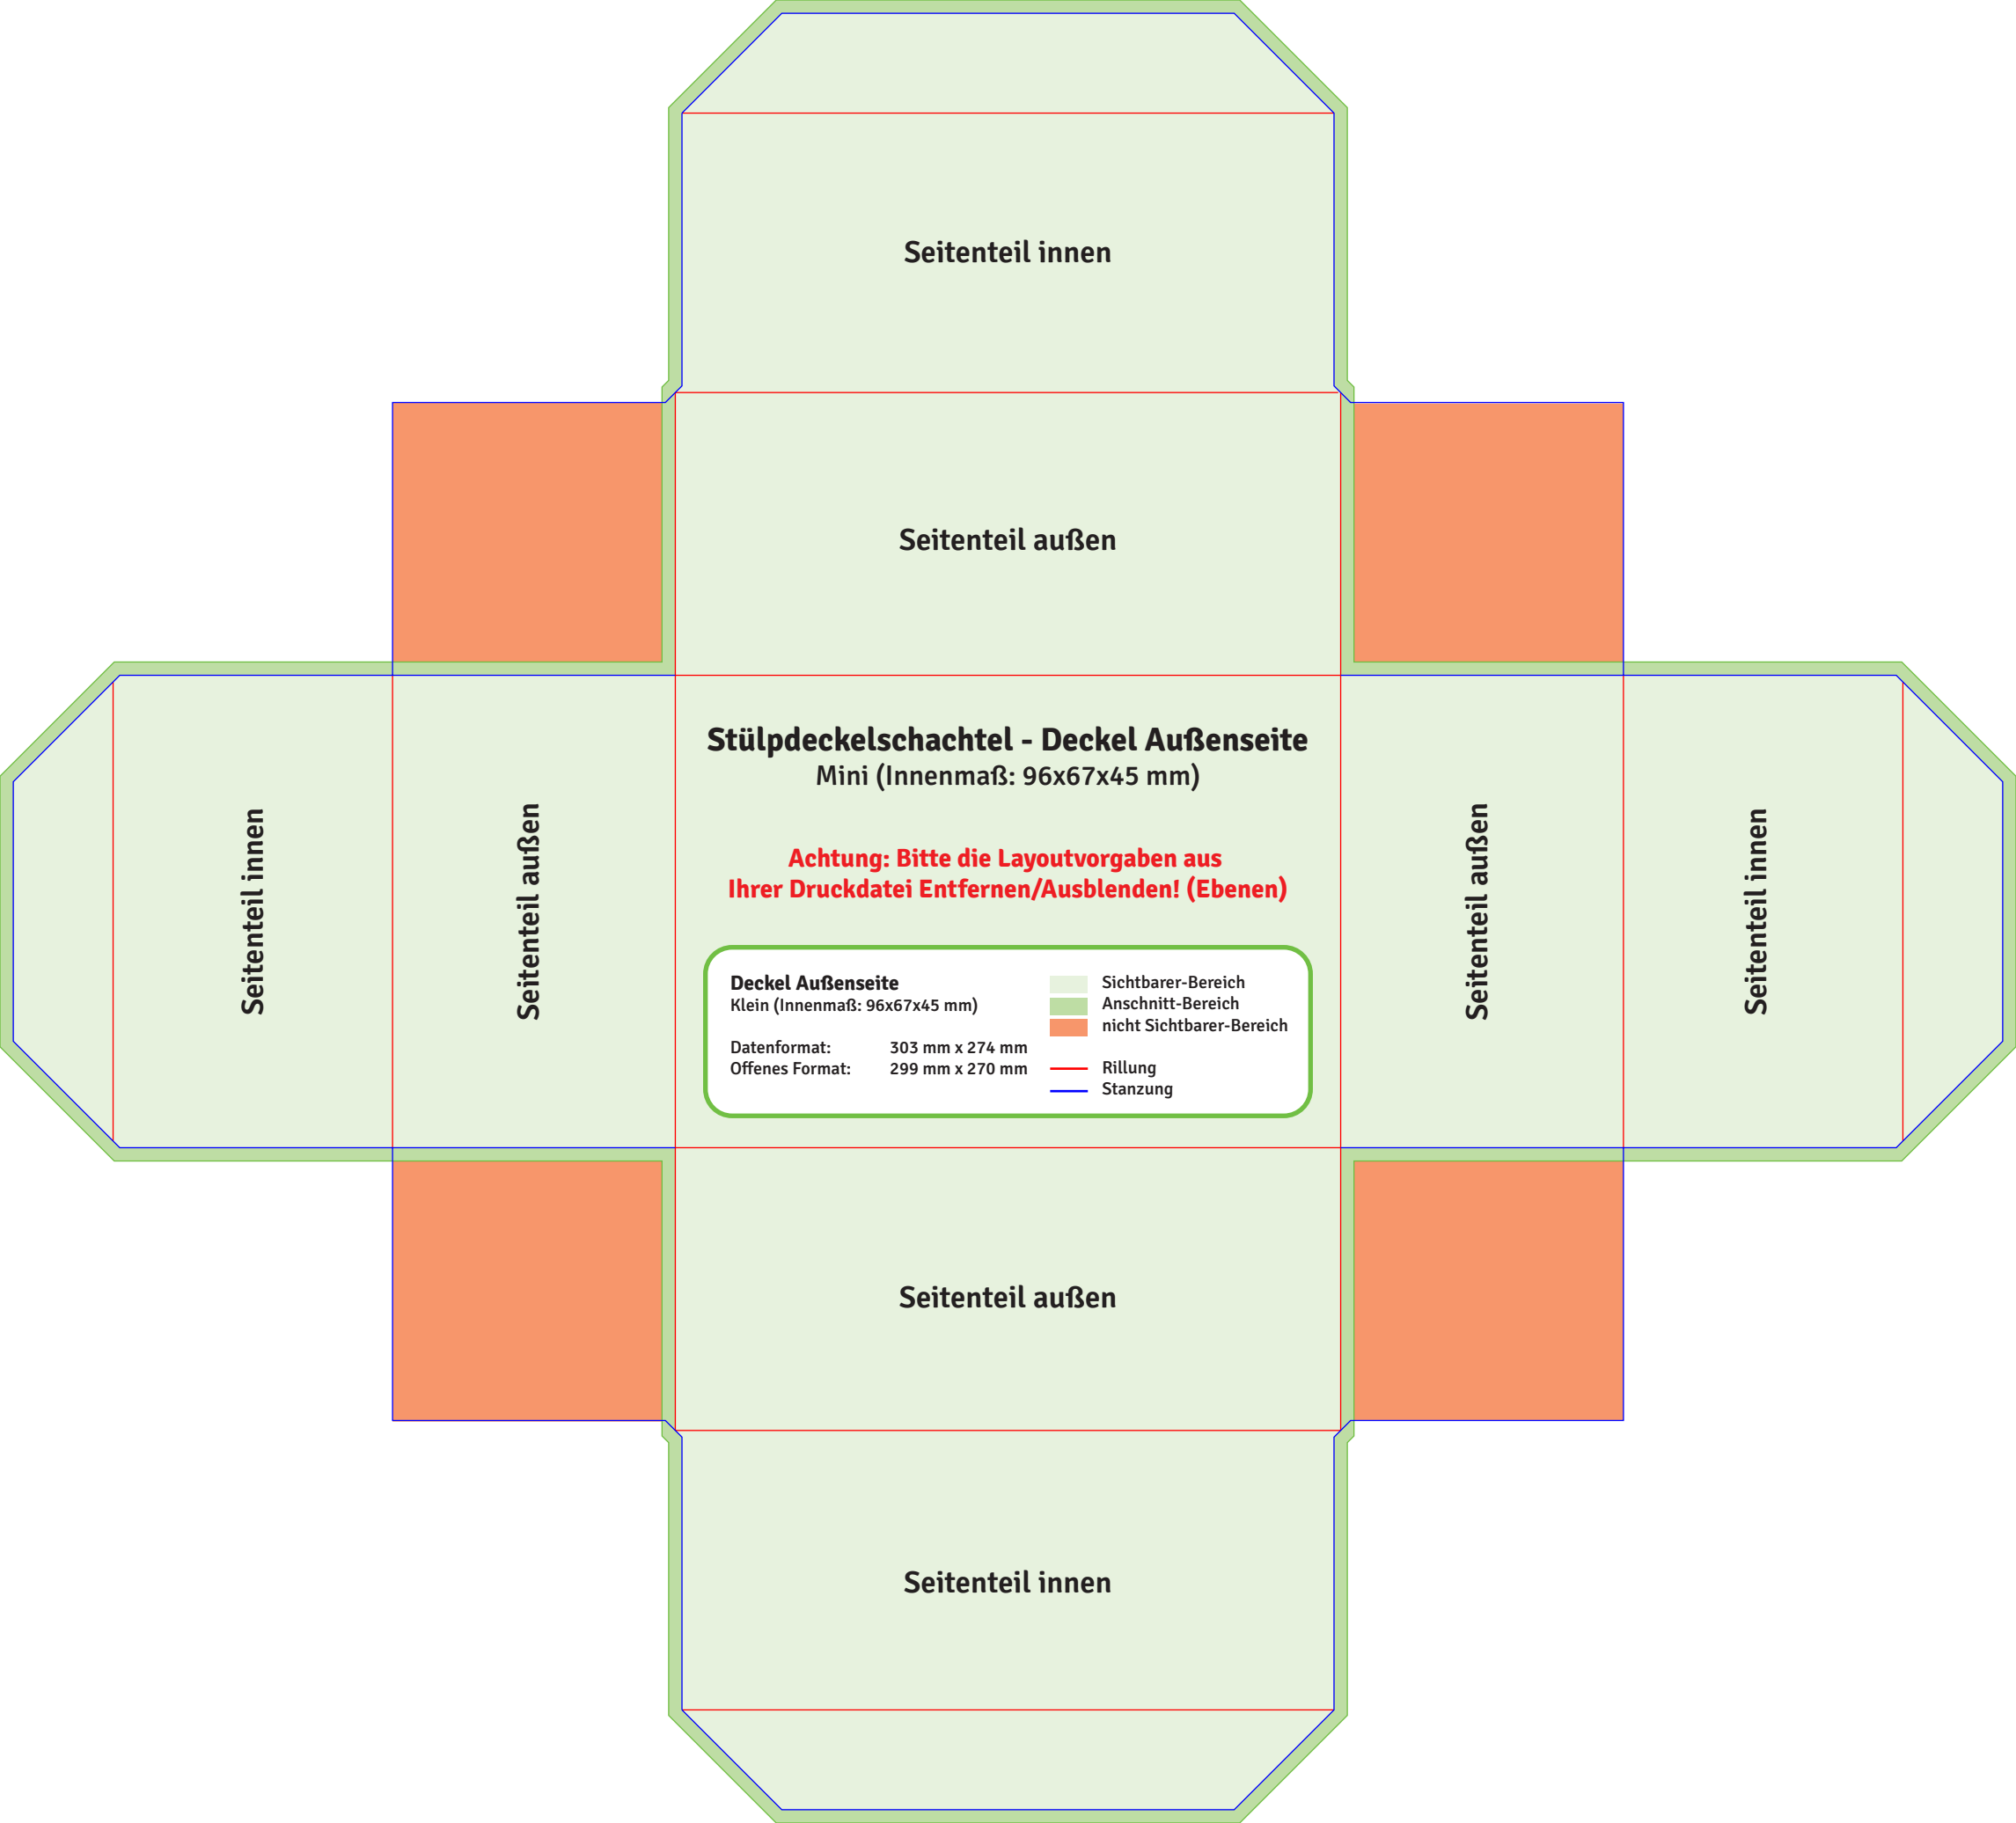 Seitenteil innen
Seitenteil außen
Stülpdeckelschachtel - Deckel Außenseite
Mini (Innenmaß: 96x67x45 mm)
Achtung: Bitte die Layoutvorgaben aus
Ihrer Druckdatei Entfernen/Ausblenden! (Ebenen)
Seitenteil innen
Seitenteil außen
Seitenteil außen
Seitenteil innen
Deckel Außenseite
Klein (Innenmaß: 96x67x45 mm)
Datenformat: 303 mm x 274 mm
Offenes Format: 299 mm x 270 mm
Sichtbarer-Bereich
Anschnitt-Bereich
nicht Sichtbarer-Bereich
Rillung
Stanzung
Seitenteil außen
Seitenteil innen